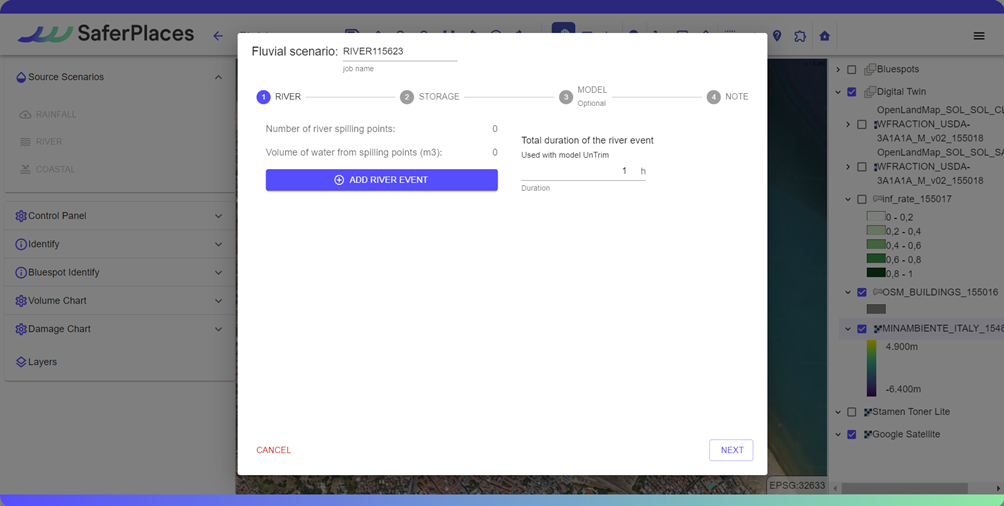 SaferPlaces
Source Scenarios
RAINFALL
RIVER
COASTAL
Control Panel
Identify
Bluespot Identify
Volume Chart
Damage Chart
Layers
Fluvial scenario: RIVER115623
job name
1 RIVER
2 STORAGE
3 MODEL
Optional
4 NOTE
Number of river spilling points: 0
Volume of water from spilling points (m3): 0
ADD RIVER EVENT
Total duration of the river event
Used with model UnTrim
1 h
Duration
CANCEL
NEXT
Bluespots
Digital Twin
OpenLandMap_SOL_SOL_CLA
WFRACTION_USDA-
3A1A1A_M_v02_155018
OpenLandMap_SOL_SOL_SA
WFRACTION_USDA-
3A1A1A_M_v02_155018
inf_rate_155017
0 - 0,2
0,2 - 0,4
0,4 - 0,6
0,6 - 0,8
0,8 - 1
OSM_BUILDINGS_155016
MINAMBIENTE_ITALY_1548
4.900m
-6.400m
Stamen Toner Lite
Google Satellite
EPSG:32633